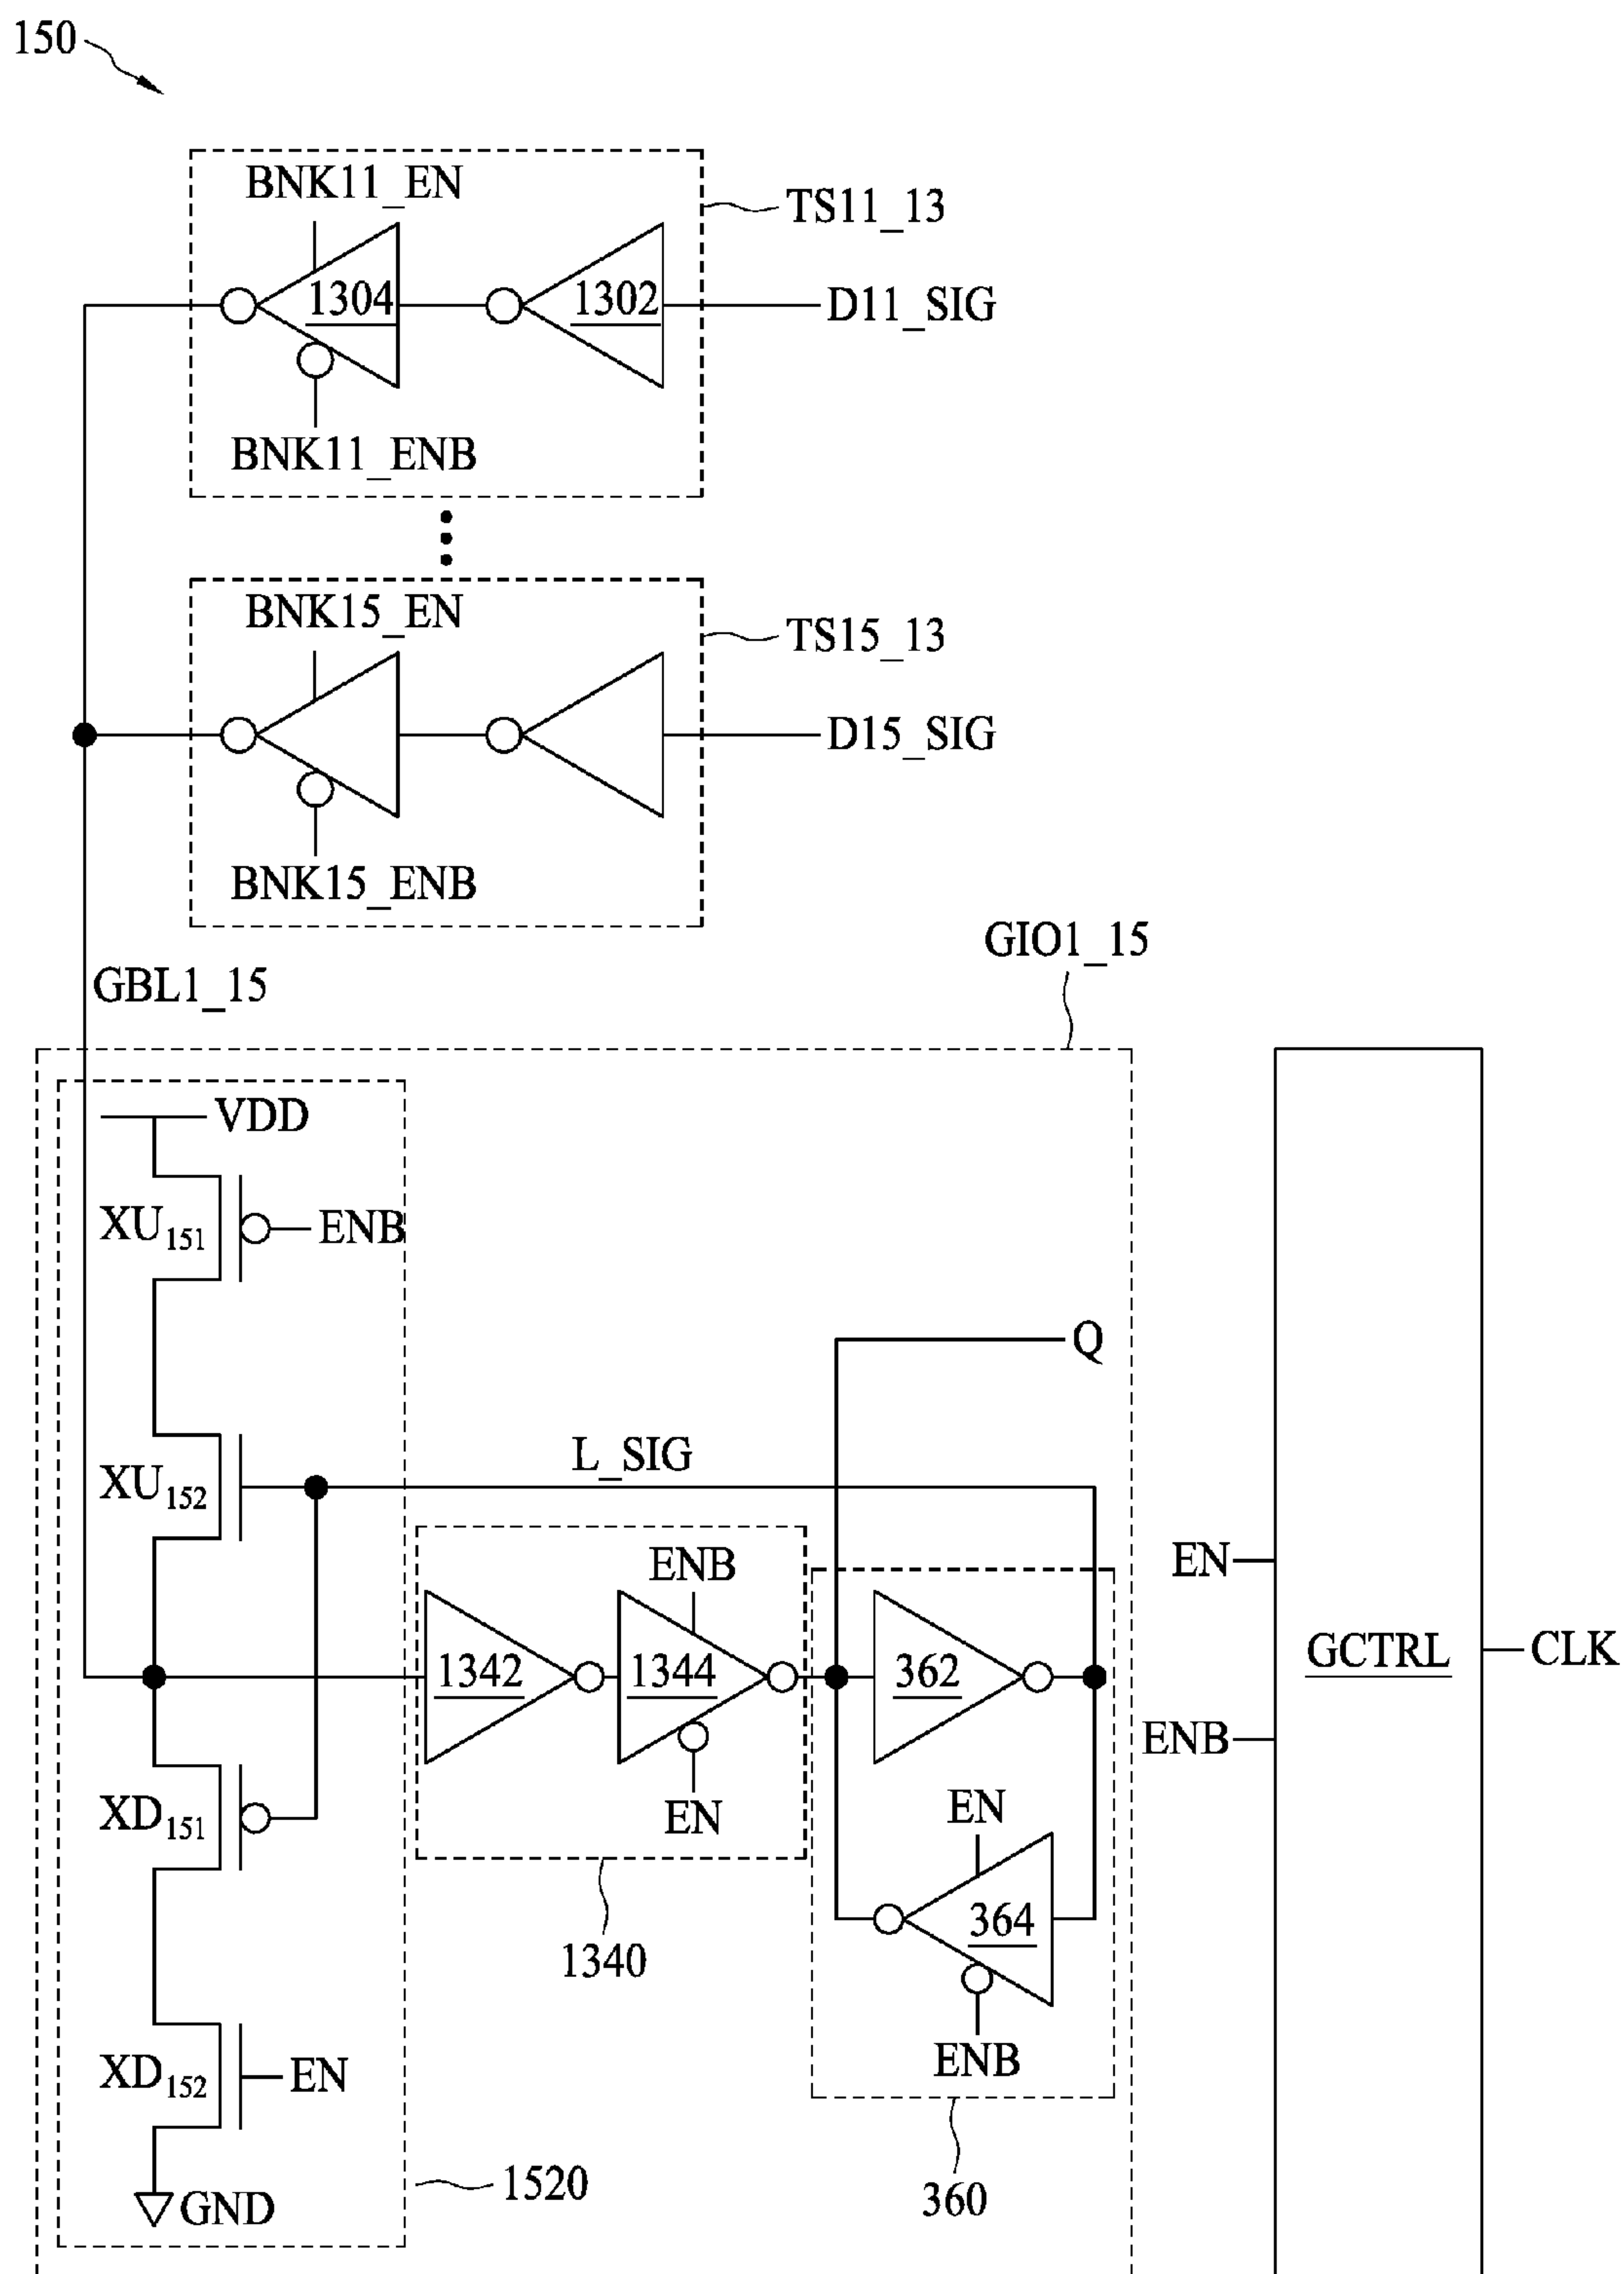 150
BNK11_EN
TS11_13
1304
1302
D11_SIG
BNK11_ENB
BNK15_EN
TS15_13
D15_SIG
BNK15_ENB
GIO1_15
GBL1_15
VDD
XU151
ENB
Q
L_SIG
XU152
ENB
EN
1342
1344
362
GCTRL
CLK
ENB
XD151
EN
EN
364
1340
ENB
XD152
EN
1520
360
GND